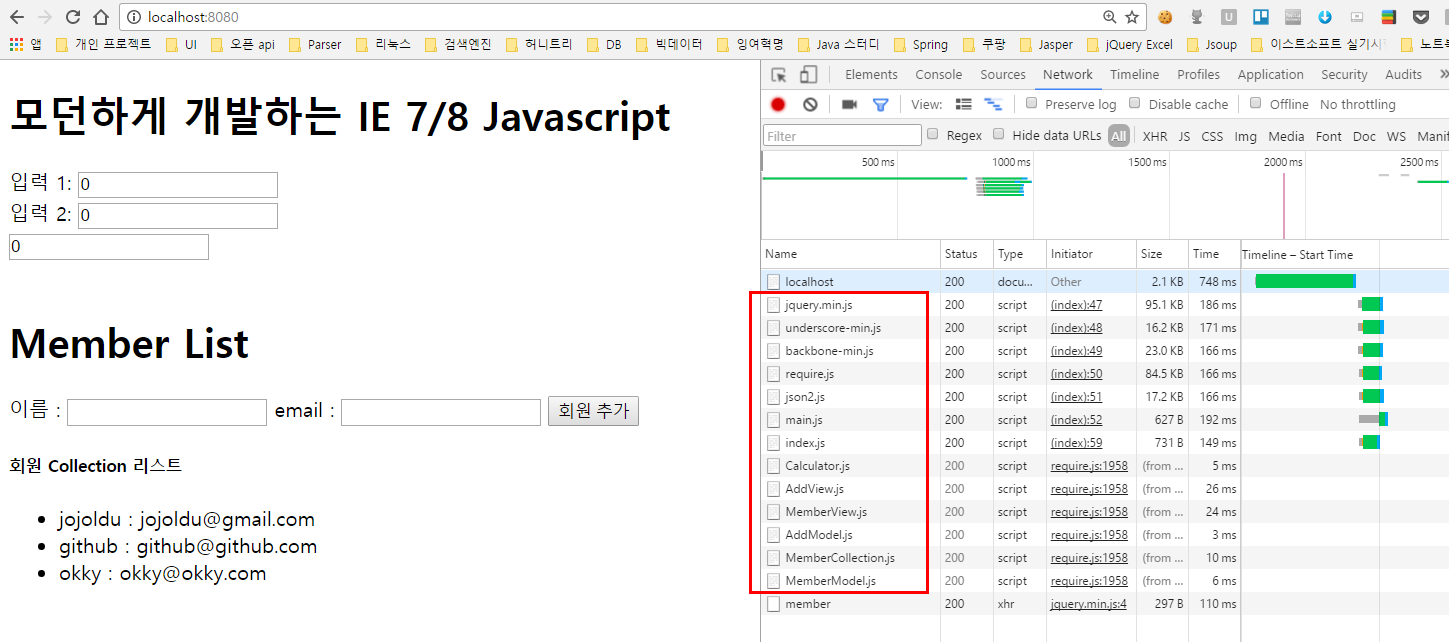 localhost:8080
앱 개인 프로젝트 UI 오픈 api Parser 리눅스 검색엔진 허니트리 DB 빅데이터 잉여혁명 Java 스터디 Spring 쿠팡 Jasper jQuery Excel Jsoup 이스트소프트 실기시 노트북
모던하게 개발하는 IE 7/8 Javascript
입력 1: 0
입력 2: 0
0
Member List
이름 : email : 회원 추가
회원 Collection 리스트
jojoldu : jojoldu@gmail.com
github : github@github.com
okky : okky@okky.com
Elements Console Sources Network Timeline Profiles Application Security Audits »
View: Preserve log Disable cache Offline No throttling
Filter Regex Hide data URLs All XHR JS CSS Img Media Font Doc WS Manif
500 ms 1000 ms 1500 ms 2000 ms 2500 ms
Name Status Type Initiator Size Time Timeline – Start Time
localhost 200 docu... Other 2.1 KB 748 ms
jquery.min.js 200 script (index):47 95.1 KB 186 ms
underscore-min.js 200 script (index):48 16.2 KB 171 ms
backbone-min.js 200 script (index):49 23.0 KB 166 ms
require.js 200 script (index):50 84.5 KB 166 ms
json2.js 200 script (index):51 17.2 KB 166 ms
main.js 200 script (index):52 627 B 192 ms
index.js 200 script (index):59 731 B 149 ms
Calculator.js 200 script require.js:1958 (from ... 5 ms
AddView.js 200 script require.js:1958 (from ... 26 ms
MemberView.js 200 script require.js:1958 (from ... 24 ms
AddModel.js 200 script require.js:1958 (from ... 3 ms
MemberCollection.js 200 script require.js:1958 (from ... 10 ms
MemberModel.js 200 script require.js:1958 (from ... 6 ms
member 200 xhr jquery.min.js:4 297 B 110 ms